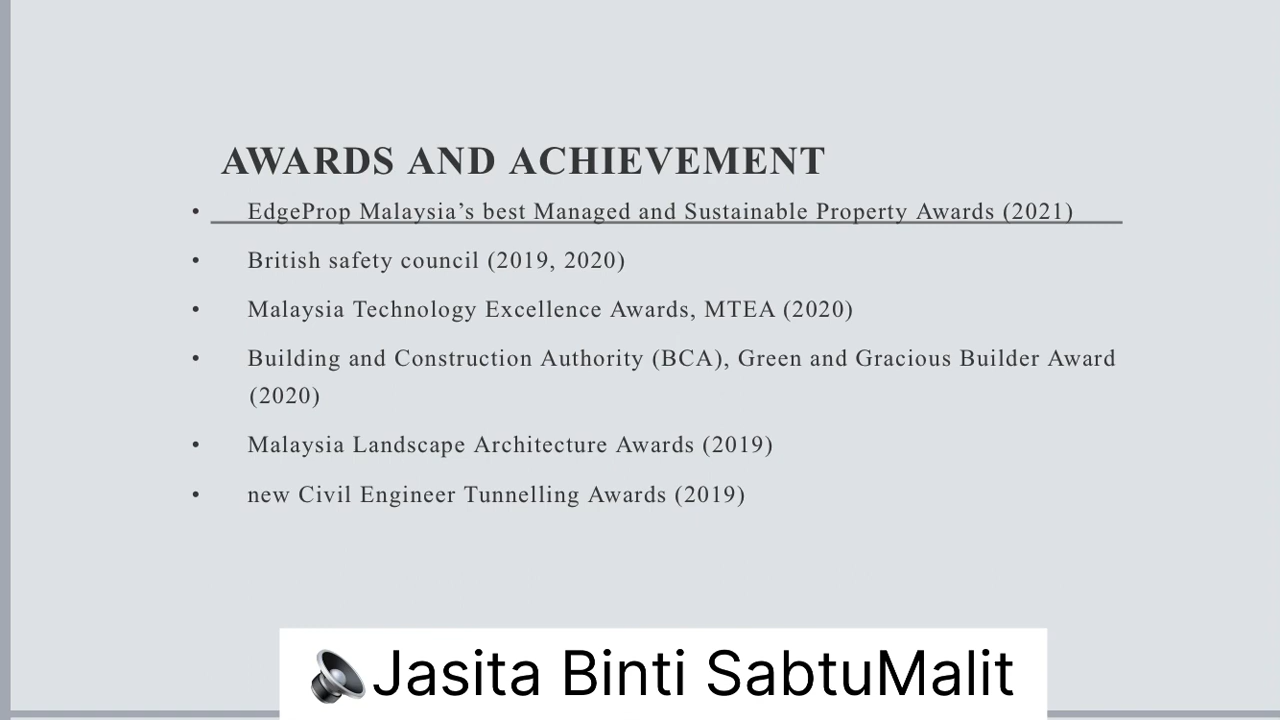 AWARDS AND ACHIEVEMENT
• EdgeProp Malaysia’s best Managed and Sustainable Property Awards (2021)
• British safety council (2019, 2020)
• Malaysia Technology Excellence Awards, MTEA (2020)
• Building and Construction Authority (BCA), Green and Gracious Builder Award
(2020)
• Malaysia Landscape Architecture Awards (2019)
• new Civil Engineer Tunnelling Awards (2019)
🔈Jasita Binti SabtuMalit